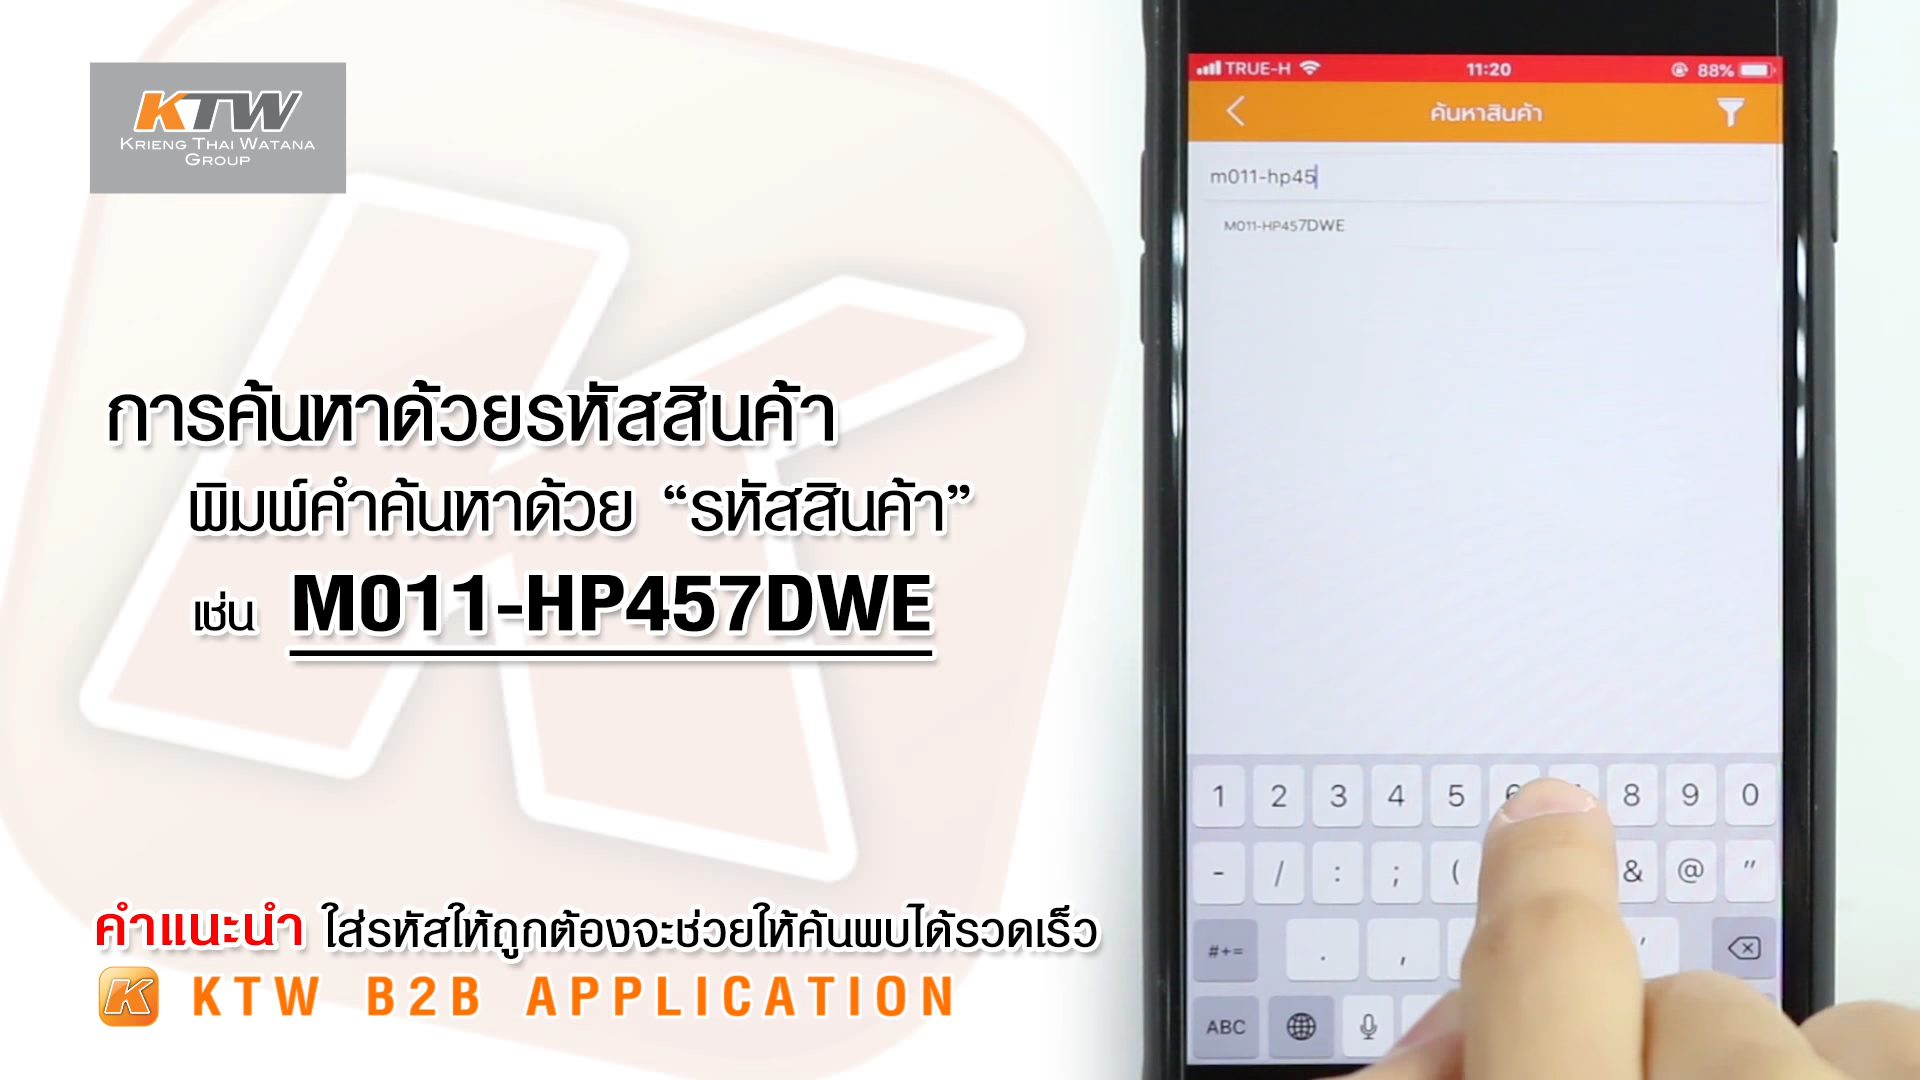 KTW
KRIENG THAI WATANA
GROUP
การค้นหาด้วยรหัสสินค้า
พิมพ์คำค้นหาด้วย “รหัสสินค้า”
เช่น M011-HP457DWE
คำแนะนำ ใส่รหัสให้ถูกต้องจะช่วยให้ค้นพบได้รวดเร็ว
K KTW B2B APPLICATION
TRUE-H 11:20 88%
ค้นหาสินค้า
m011-hp45
M011-HP457DWE
1 2 3 4 5 8 9 0
- / : ; ( & @ "
#+= . , '
ABC